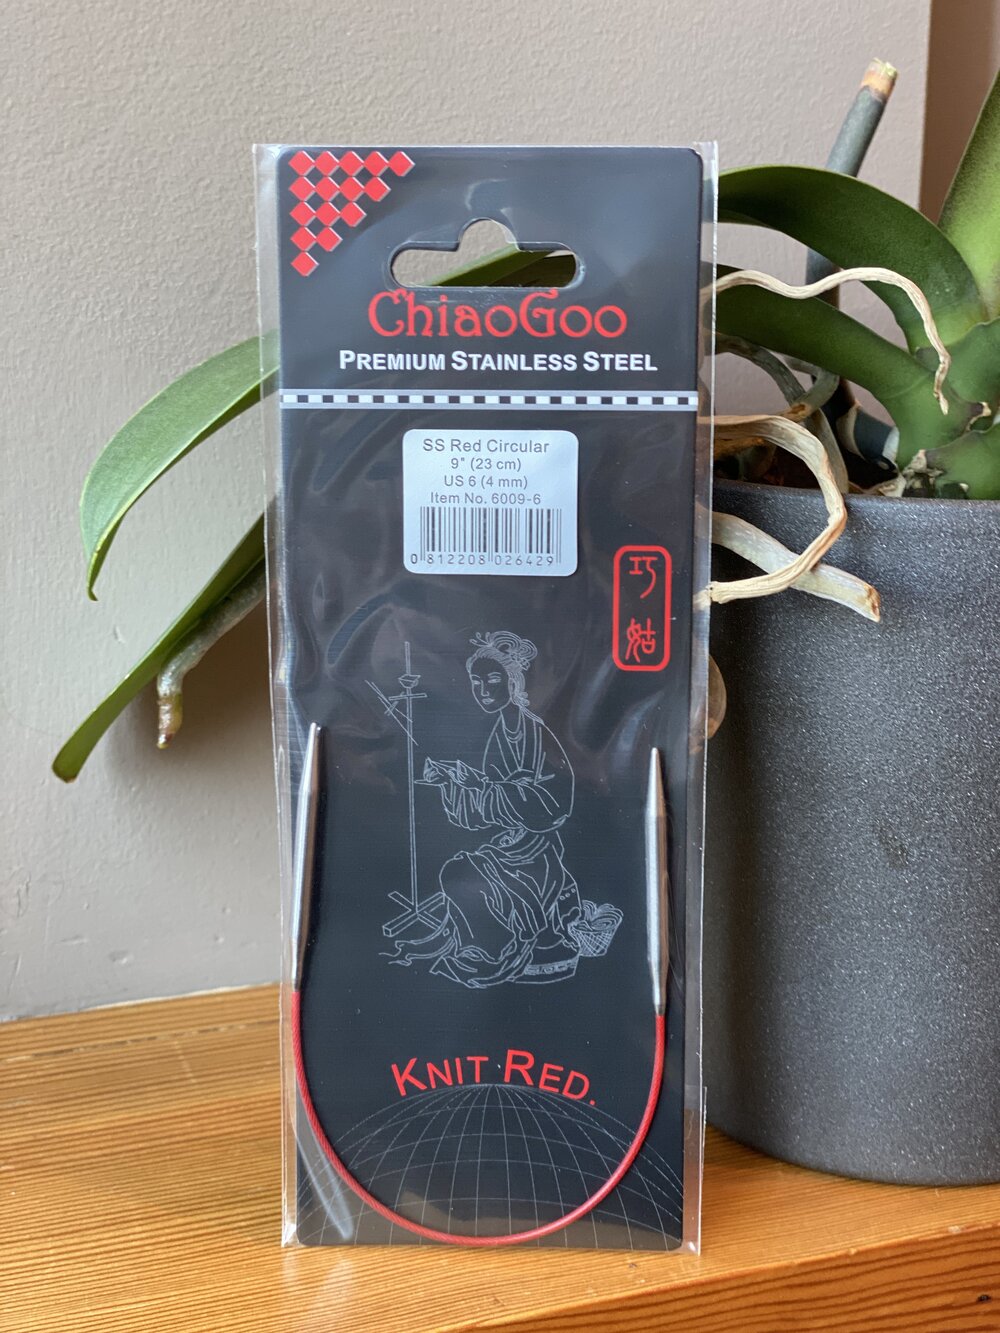 ChiaoGoo
PREMIUM STAINLESS STEEL
SS Red Circular
9" (23 cm)
US 6 (4 mm)
Item No. 6009-6
0 812208 026429
巧
姑
KNIT RED.